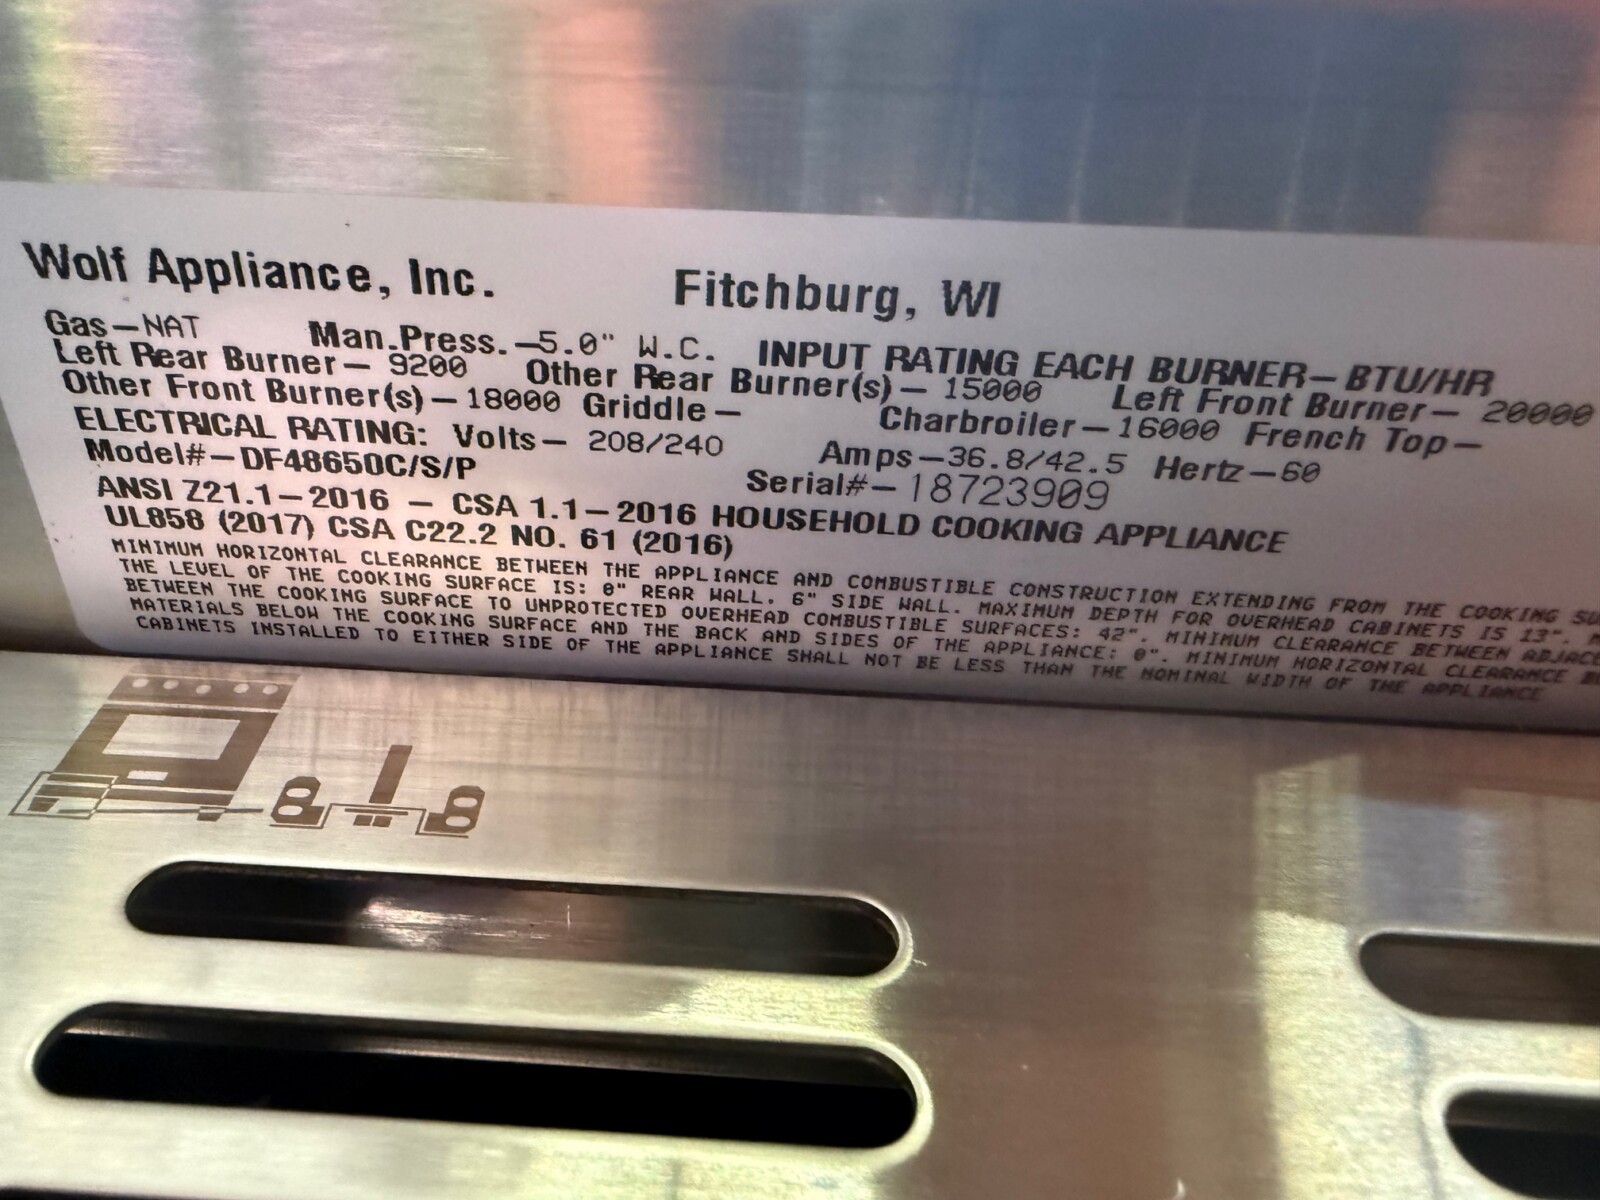 Wolf Appliance, Inc. Fitchburg, WI
Gas—NAT Man.Press.—5.0" W.C. INPUT RATING EACH BURNER—BTU/HR
Left Rear Burner— 9200 Other Rear Burner(s)— 15000 Left Front Burner— 20000
Other Front Burner(s)—18000 Griddle— Charbroiler—16000 French Top—
ELECTRICAL RATING: Volts— 208/240 Amps—36.8/42.5 Hertz—60
Model#—DF48650C/S/P Serial#—18723909
ANSI Z21.1—2016 — CSA 1.1—2016 HOUSEHOLD COOKING APPLIANCE
UL858 (2017) CSA C22.2 NO. 61 (2016)
MINIMUM HORIZONTAL CLEARANCE BETWEEN THE APPLIANCE AND COMBUSTIBLE CONSTRUCTION EXTENDING FROM THE COOKING
THE LEVEL OF THE COOKING SURFACE IS: 0" REAR WALL. 6" SIDE WALL. MAXIMUM DEPTH FOR OVERHEAD CABINETS IS 13".
BETWEEN THE COOKING SURFACE TO UNPROTECTED OVERHEAD COMBUSTIBLE SURFACES: 42". MINIMUM CLEARANCE BETWEEN
MATERIALS BELOW THE COOKING SURFACE AND THE BACK AND SIDES OF THE APPLIANCE: 0". MINIMUM HORIZONTAL CLEARANCE
CABINETS INSTALLED TO EITHER SIDE OF THE APPLIANCE SHALL NOT BE LESS THAN THE NOMINAL WIDTH OF THE APPLIANCE